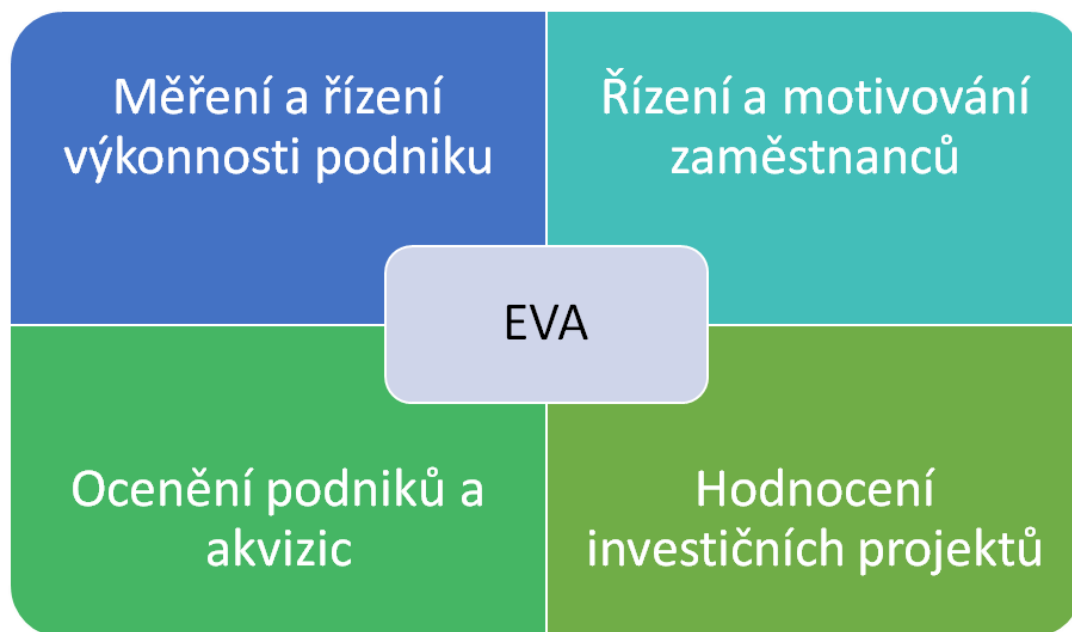 Měření a řízení
výkonnosti podniku
Řízení a motivování
zaměstnanců
EVA
Ocenění podniků a
akvizic
Hodnocení
investičních projektů